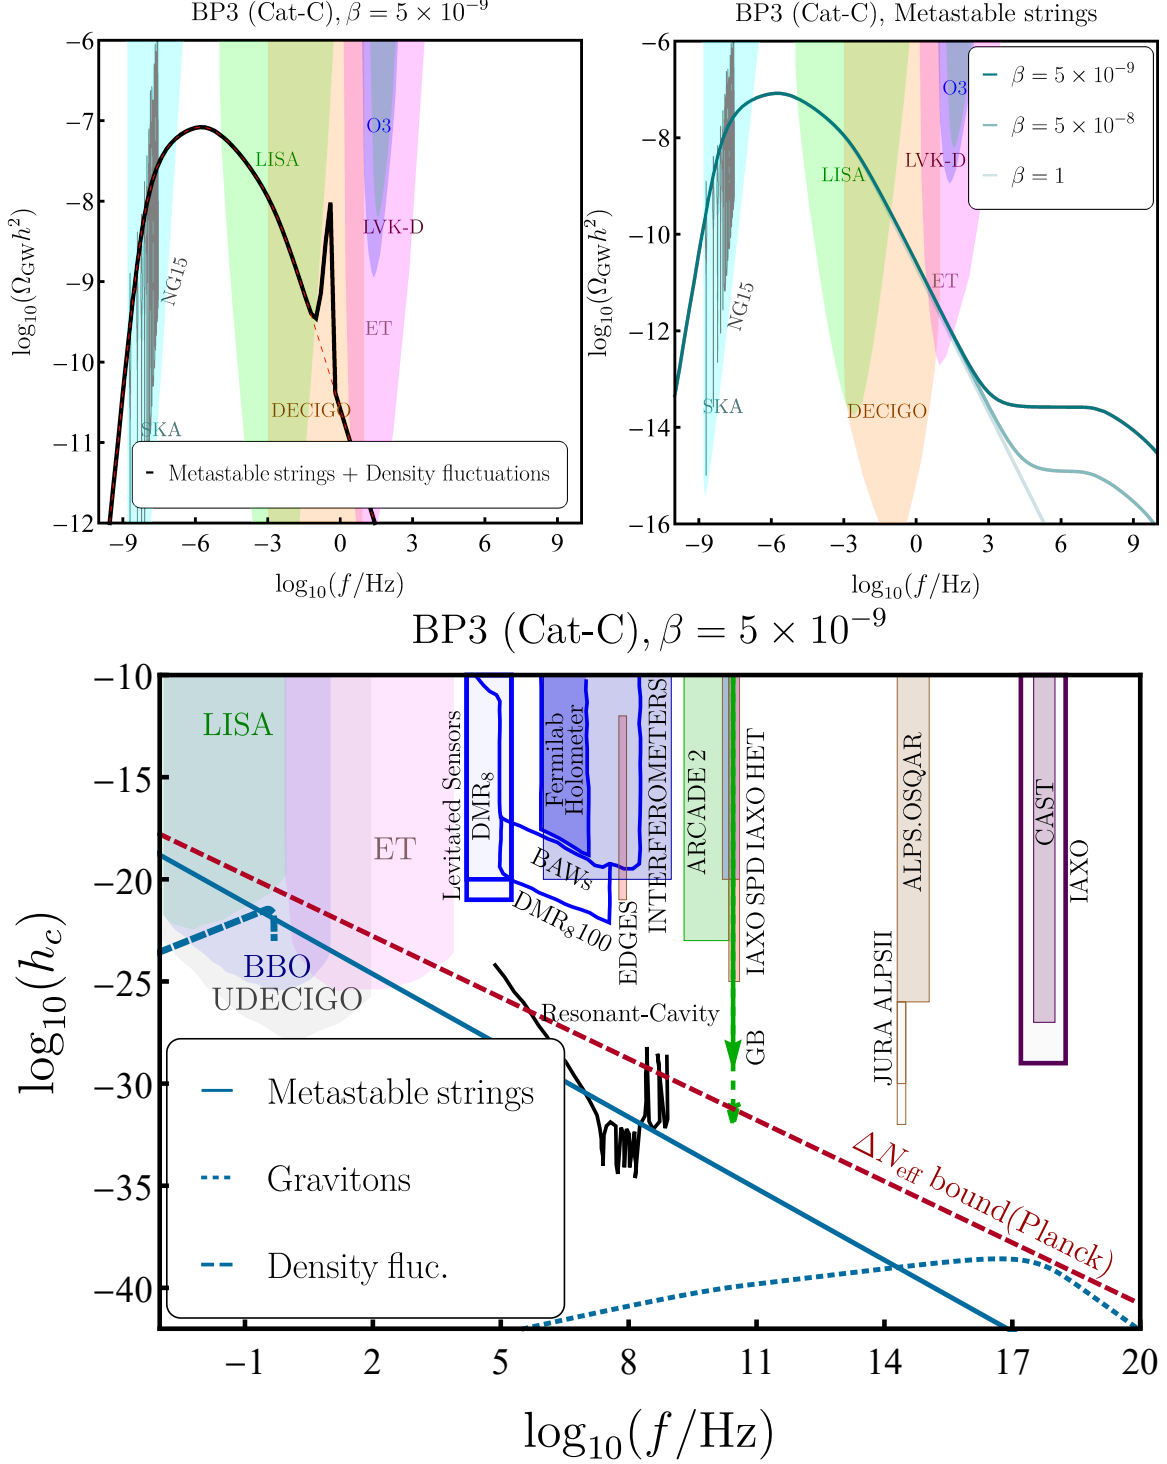 BP3 (Cat-C), β = 5 × 10⁻⁹
−6
−7
−8
−9
−10
−11
−12
log₁₀(Ω_GW h²)
LISA
O3
LVK-D
NG15
ET
DECIGO
SKA
Metastable strings + Density fluctuations
−9 −6 −3 0 3 6 9
log₁₀(f/Hz)
BP3 (Cat-C), Metastable strings
−6
−8
−10
−12
−14
−16
log₁₀(Ω_GW h²)
β = 5 × 10⁻⁹
β = 5 × 10⁻⁸
β = 1
O3
LVK-D
LISA
ET
NG15
SKA
DECIGO
−9 −6 −3 0 3 6 9
log₁₀(f/Hz)
BP3 (Cat-C), β = 5 × 10⁻⁹
−10
−15
−20
−25
−30
−35
−40
log₁₀(h_c)
LISA
ET
BBO
UDECIGO
Levitated Sensors
DMR₈
Fermilab
Holometer
BAWs
DMR₈100
EDGES
INTERFEROMETERS
ARCADE 2
IAXO SPD IAXO HET
GB
Resonant-Cavity
ALPS.OSQAR
JURA ALPSII
CAST
IAXO
ΔN_eff bound(Planck)
Metastable strings
Gravitons
Density fluc.
−1 2 5 8 11 14 17 20
log₁₀(f/Hz)